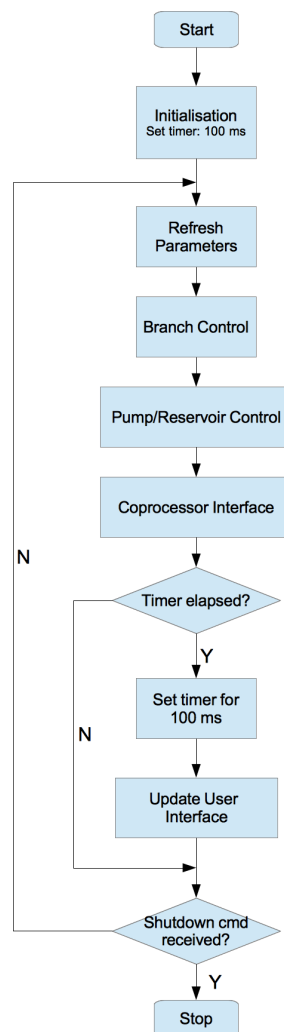 Start
Initialisation
Set timer: 100 ms
Refresh
Parameters
Branch Control
Pump/Reservoir Control
Coprocessor Interface
N
Timer elapsed?
Y
Set timer for
100 ms
N
Update User
Interface
Shutdown cmd
received?
Y
Stop